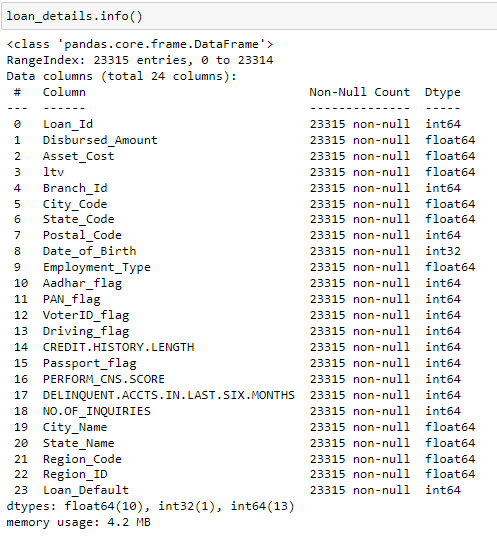 loan_details.info()
<class 'pandas.core.frame.DataFrame'>
RangeIndex: 23315 entries, 0 to 23314
Data columns (total 24 columns):
 #   Column                               Non-Null Count  Dtype
---  ------                               --------------  -----
 0   Loan_Id                              23315 non-null  int64
 1   Disbursed_Amount                     23315 non-null  float64
 2   Asset_Cost                           23315 non-null  float64
 3   ltv                                  23315 non-null  float64
 4   Branch_Id                            23315 non-null  int64
 5   City_Code                            23315 non-null  float64
 6   State_Code                           23315 non-null  float64
 7   Postal_Code                          23315 non-null  int64
 8   Date_of_Birth                        23315 non-null  int32
 9   Employment_Type                      23315 non-null  float64
 10  Aadhar_flag                          23315 non-null  int64
 11  PAN_flag                             23315 non-null  int64
 12  VoterID_flag                         23315 non-null  int64
 13  Driving_flag                         23315 non-null  int64
 14  CREDIT.HISTORY.LENGTH                23315 non-null  int64
 15  Passport_flag                        23315 non-null  int64
 16  PERFORM_CNS.SCORE                    23315 non-null  int64
 17  DELINQUENT.ACCTS.IN.LAST.SIX.MONTHS  23315 non-null  int64
 18  NO.OF_INQUIRIES                      23315 non-null  int64
 19  City_Name                            23315 non-null  float64
 20  State_Name                           23315 non-null  float64
 21  Region_Code                          23315 non-null  float64
 22  Region_ID                            23315 non-null  float64
 23  Loan_Default                         23315 non-null  int64
dtypes: float64(10), int32(1), int64(13)
memory usage: 4.2 MB